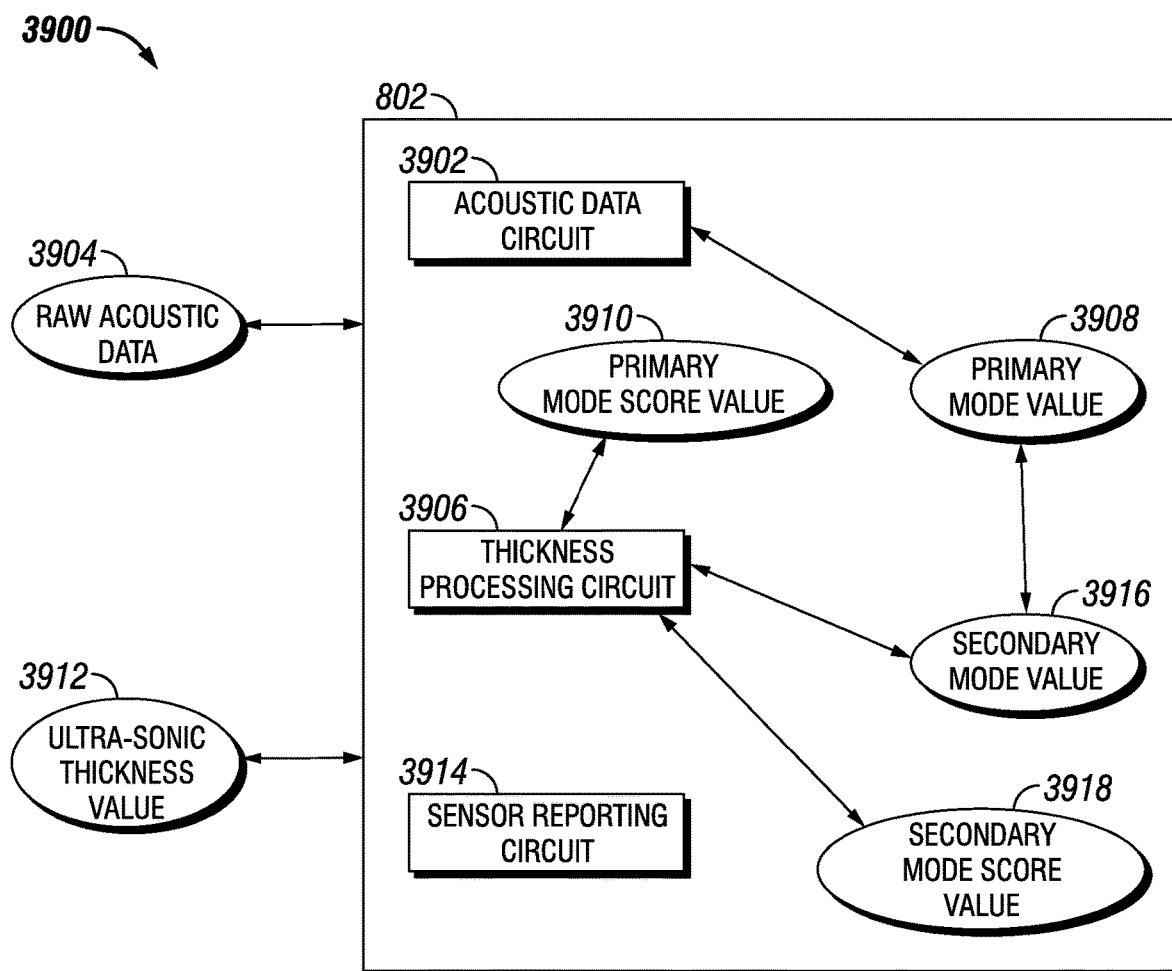 3900
802
3902
ACOUSTIC DATA
CIRCUIT
3904
RAW ACOUSTIC
DATA
3910
PRIMARY
MODE SCORE VALUE
3908
PRIMARY
MODE VALUE
3906
THICKNESS
PROCESSING CIRCUIT
3916
SECONDARY
MODE VALUE
3912
ULTRA-SONIC
THICKNESS
VALUE
3914
SENSOR REPORTING
CIRCUIT
3918
SECONDARY
MODE SCORE
VALUE